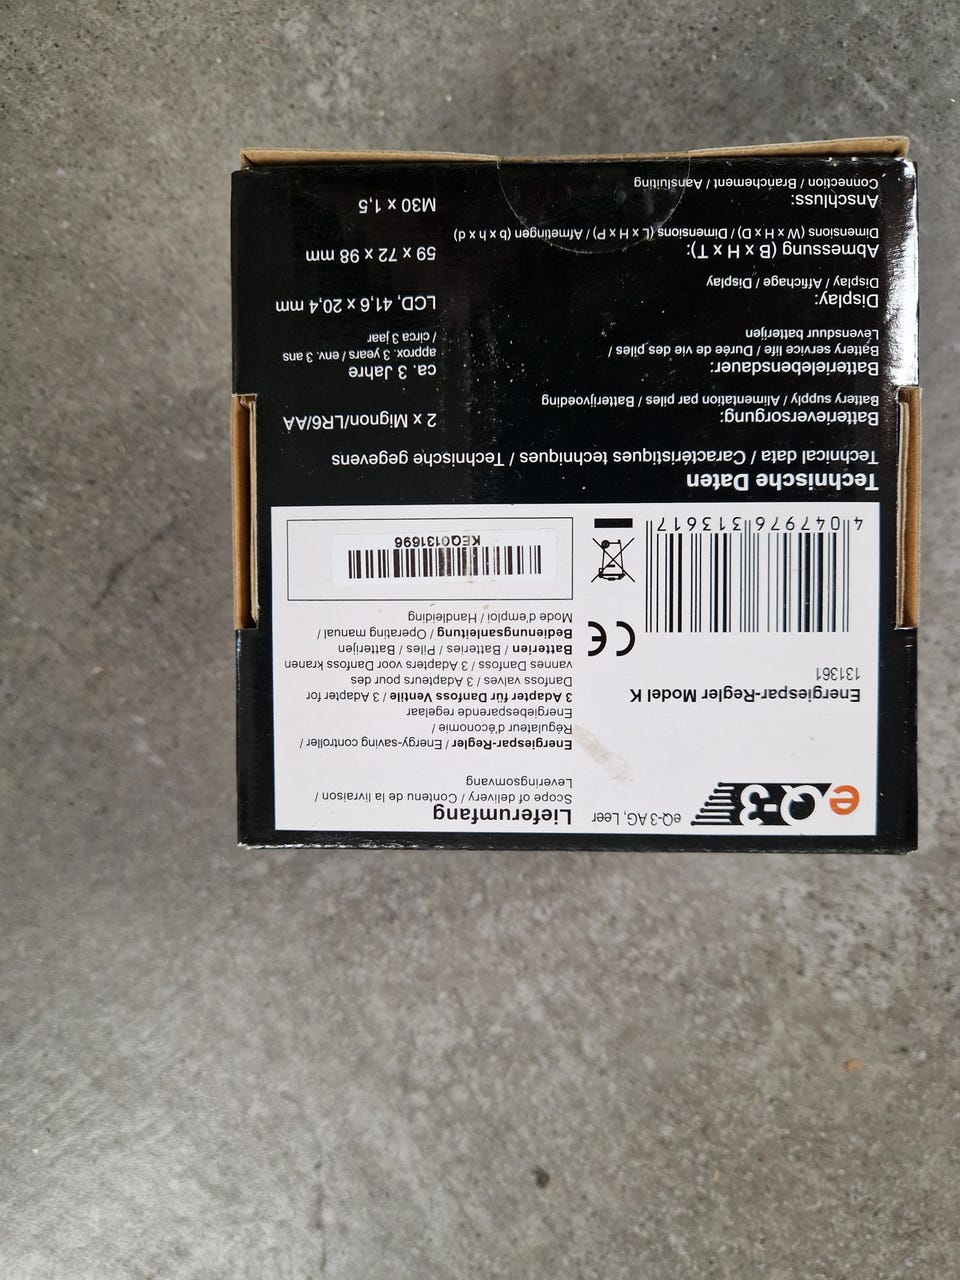 eQ-3
eQ-3 AG, Leer
Energiespar-Regler Model K
131361
CE
4 047976 313617
Lieferumfang
Scope of delivery / Contenu de la livraison /
Leveringsomvang
Energiespar-Regler / Energy-saving controller /
Régulateur d'économie /
Energiebesparende regelaar
3 Adapter für Danfoss Ventile / 3 Adapter for
Danfoss valves / 3 Adapteurs pour des
vannes Danfoss / 3 Adapters voor Danfoss kranen
Batterien / Batteries / Piles / Batterijen
Bedienungsanleitung / Operating manual /
Mode d'emploi / Handleiding
KEQ0131696
Technische Daten
Technical data / Caractéristiques techniques / Technische gegevens
Batterieversorgung:
2 x Mignon/LR6/AA
Battery supply / Alimentation par piles / Batterijvoeding
Batterielebensdauer:
ca. 3 Jahre
Battery service life / Durée de vie des piles /
approx. 3 years / env. 3 ans
Levensduur batterijen
/ circa 3 jaar
Display:
LCD, 41,6 x 20,4 mm
Display / Affichage / Display
Abmessung (B x H x T):
59 x 72 x 98 mm
Dimensions (W x H x D) / Dimensions (L x H x P) / Afmetingen (b x h x d)
Anschluss:
M30 x 1,5
Connection / Branchement / Aansluiting